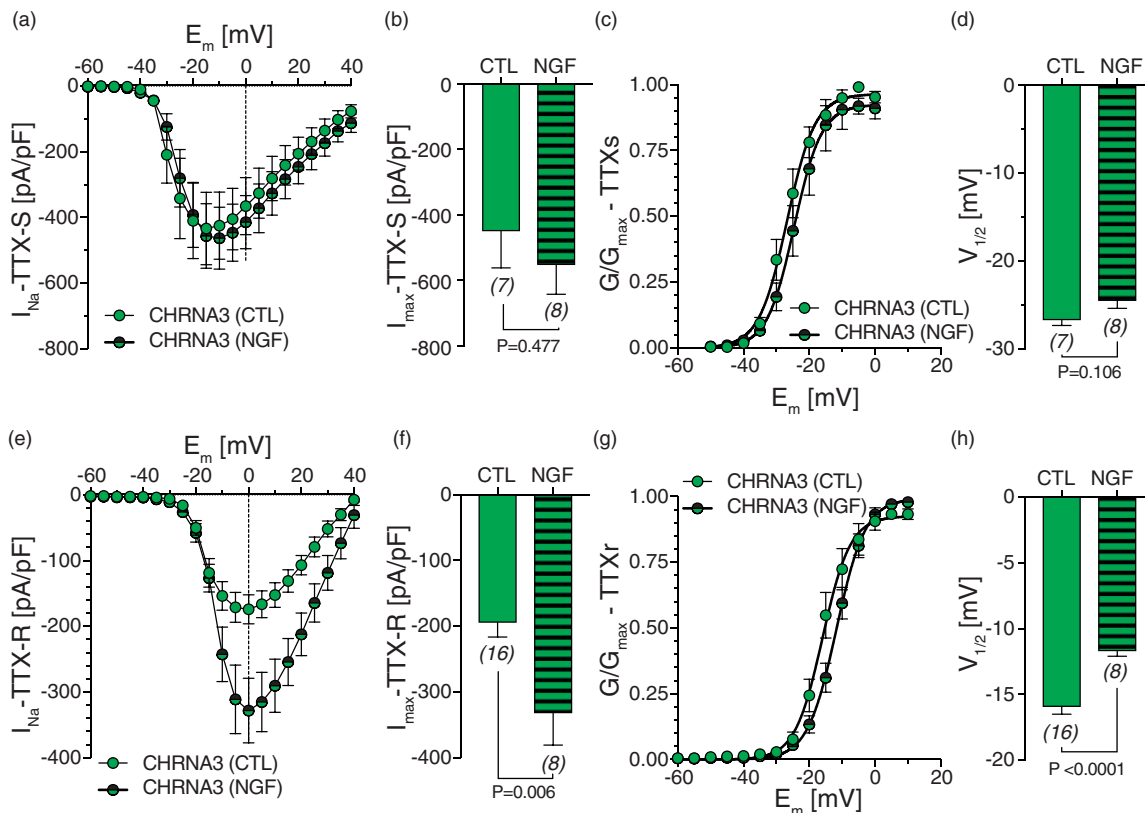 (a)
E_m [mV]
-60 -40 -20 0 20 40
0
-200
-400
-600
-800
I_Na-TTX-S [pA/pF]
CHRNA3 (CTL)
CHRNA3 (NGF)
(b)
CTL NGF
0
-200
-400
-600
-800
I_max-TTX-S [pA/pF]
(7)
(8)
P=0.477
(c)
1.00
0.75
0.50
0.25
0.00
G/G_max - TTXs
CHRNA3 (CTL)
CHRNA3 (NGF)
-60 -40 -20 0 20
E_m [mV]
(d)
CTL NGF
0
-10
-20
-30
V_1/2 [mV]
(7)
(8)
P=0.106
(e)
E_m [mV]
-60 -40 -20 0 20 40
0
-100
-200
-300
-400
I_Na-TTX-R [pA/pF]
CHRNA3 (CTL)
CHRNA3 (NGF)
(f)
CTL NGF
0
-100
-200
-300
-400
I_max-TTX-R [pA/pF]
(16)
(8)
P=0.006
(g)
CHRNA3 (CTL)
CHRNA3 (NGF)
1.00
0.75
0.50
0.25
0.00
G/G_max - TTXr
-60 -40 -20 0 20
E_m [mV]
(h)
CTL NGF
0
-5
-10
-15
-20
V_1/2 [mV]
(16)
(8)
P <0.0001